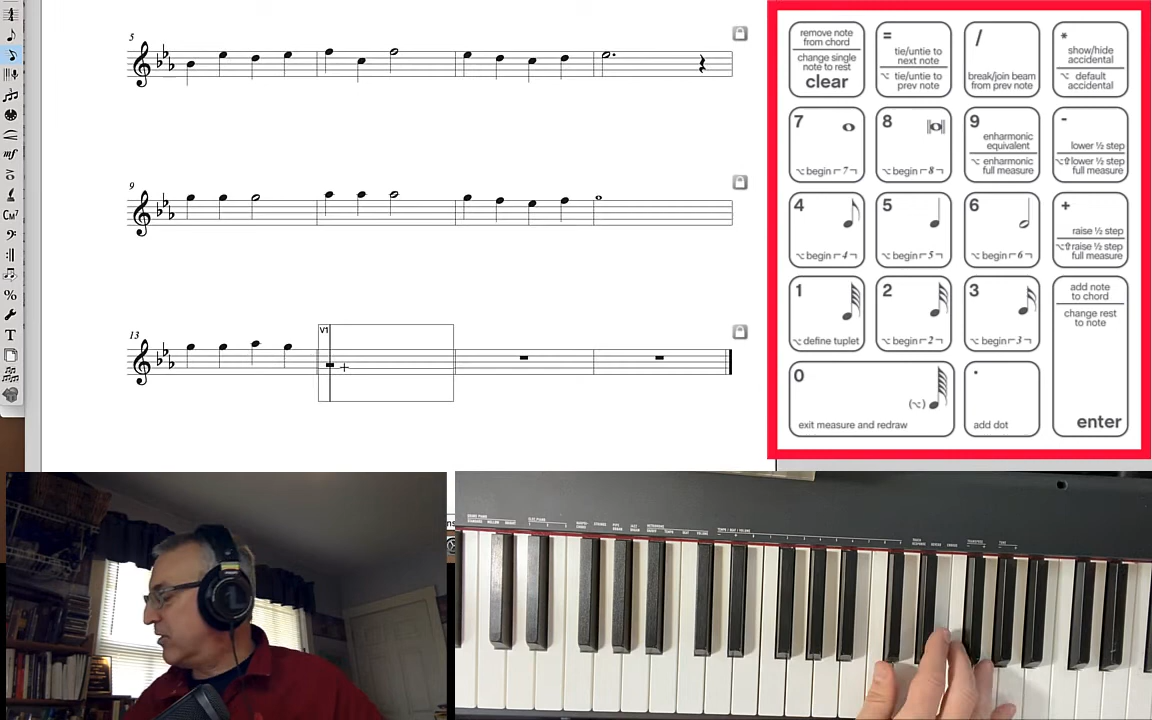 5
9
13
V1
mf
CM7
%
T
remove note
from chord
change single
note to rest
clear
=
tie/untie to
next note
⌥ tie/untie to
prev note
/
break/join beam
from prev note
*
show/hide
accidental
⌥ default
accidental
7
⌥ begin ⌐7¬
8
⌥ begin ⌐8¬
9
enharmonic
equivalent
⌥ enharmonic
full measure
-
lower ½ step
⌥⇧lower ½ step
full measure
4
⌥ begin ⌐4¬
5
⌥ begin ⌐5¬
6
⌥ begin ⌐6¬
+
raise ½ step
⌥⇧raise ½ step
full measure
1
⌥ define tuplet
2
⌥ begin ⌐2¬
3
⌥ begin ⌐3¬
add note
to chord
change rest
to note
enter
0
(⌥)
exit measure and redraw
.
add dot